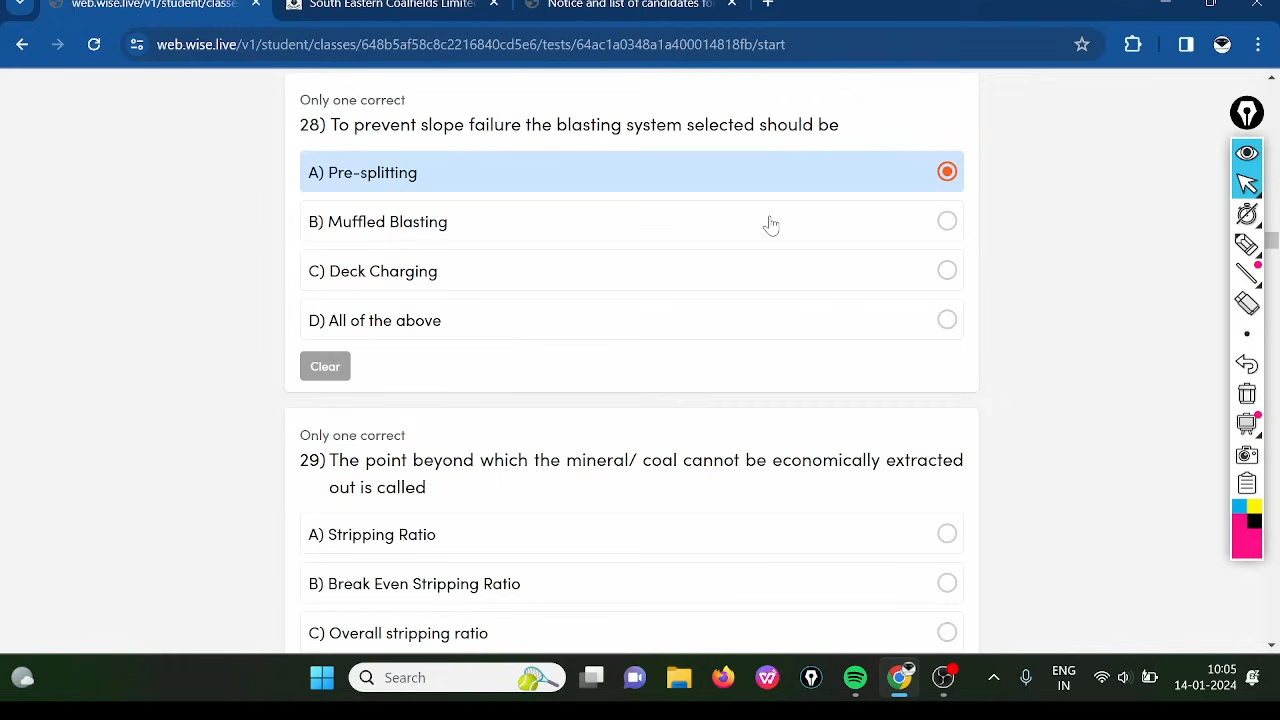 web.wise.live/v1/student/classe
South Eastern Coalfields Limite
Notice and list of candidates fo
web.wise.live/v1/student/classes/648b5af58c8c2216840cd5e6/tests/64ac1a0348a1a400014818fb/start
Only one correct
28) To prevent slope failure the blasting system selected should be
A) Pre-splitting
B) Muffled Blasting
C) Deck Charging
D) All of the above
Clear
Only one correct
29) The point beyond which the mineral/ coal cannot be economically extracted
out is called
A) Stripping Ratio
B) Break Even Stripping Ratio
C) Overall stripping ratio
Search
ENG
IN
10:05
14-01-2024